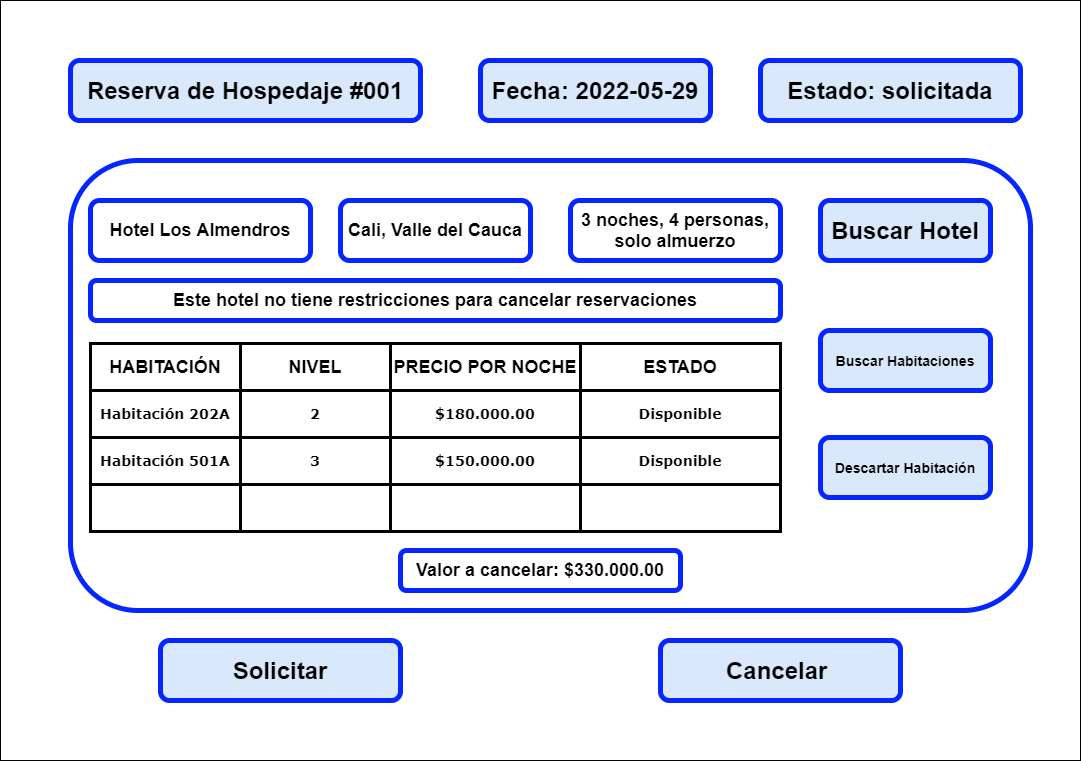 Reserva de Hospedaje #001
Fecha: 2022-05-29
Estado: solicitada
Hotel Los Almendros
Cali, Valle del Cauca
3 noches, 4 personas,
solo almuerzo
Buscar Hotel
Este hotel no tiene restricciones para cancelar reservaciones
HABITACIÓN NIVEL PRECIO POR NOCHE ESTADO
Habitación 202A 2 $180.000.00 Disponible
Habitación 501A 3 $150.000.00 Disponible
Buscar Habitaciones
Descartar Habitación
Valor a cancelar: $330.000.00
Solicitar
Cancelar